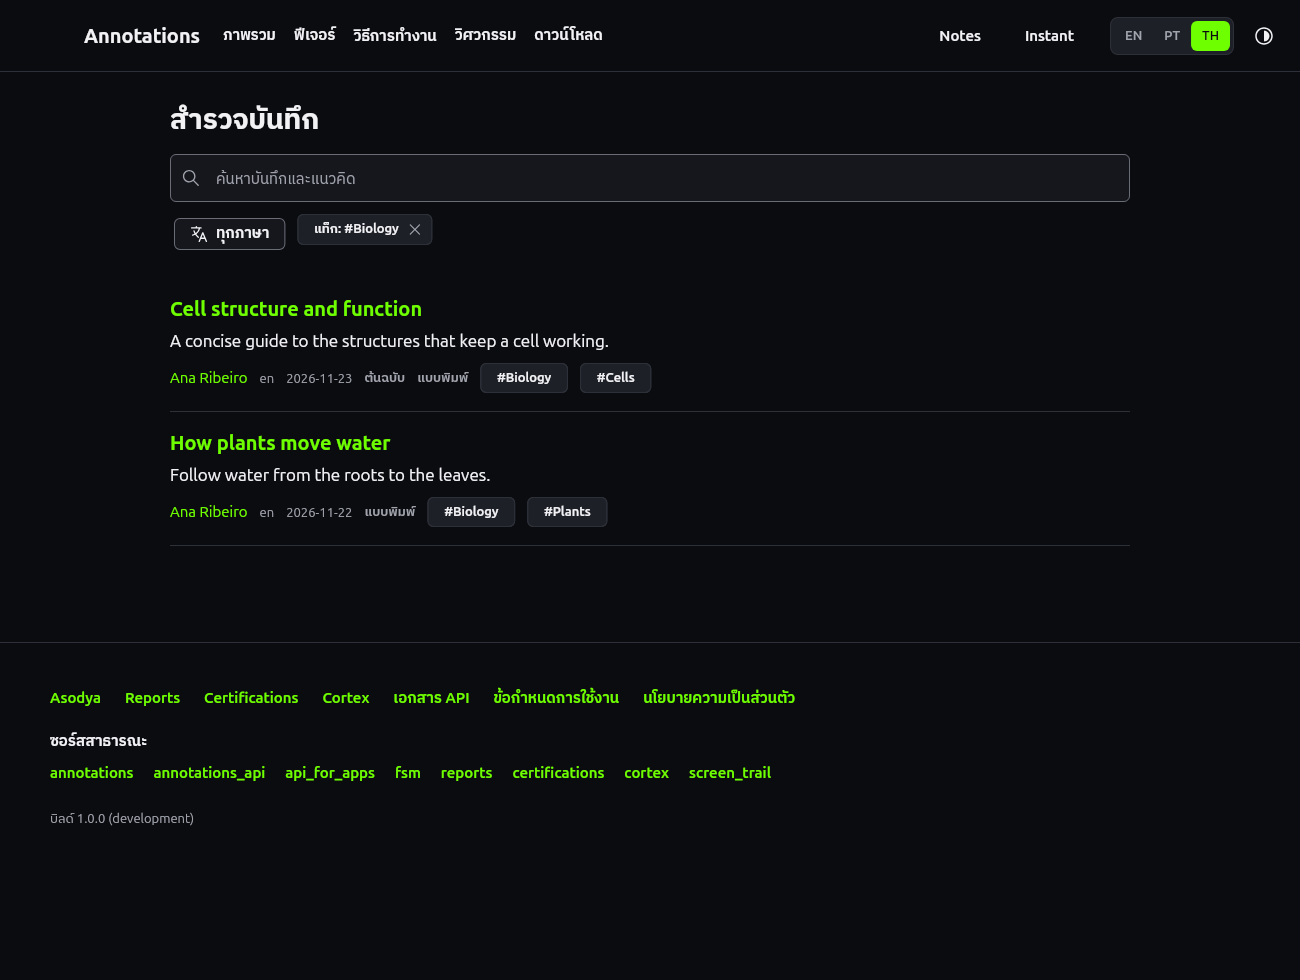 Annotations ภาพรวม ฟีเจอร์ วิธีการทำงาน วิศวกรรม ดาวน์โหลด Notes Instant EN PT TH
สำรวจบันทึก
ค้นหาบันทึกและแนวคิด
ทุกภาษา แท็ก: #Biology
Cell structure and function
A concise guide to the structures that keep a cell working.
Ana Ribeiro en 2026-11-23 ต้นฉบับ แบบพิมพ์ #Biology #Cells
How plants move water
Follow water from the roots to the leaves.
Ana Ribeiro en 2026-11-22 แบบพิมพ์ #Biology #Plants
Asodya Reports Certifications Cortex เอกสาร API ข้อกำหนดการใช้งาน นโยบายความเป็นส่วนตัว
ซอร์สสาธารณะ
annotations annotations_api api_for_apps fsm reports certifications cortex screen_trail
บิลด์ 1.0.0 (development)